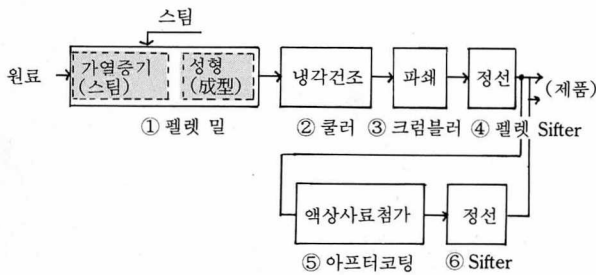 스팀
원료
가열증기
(스팀)
성형
(成型)
냉각건조
파쇄
정선
(제품)
① 펠렛 밀
② 쿨러
③ 크럼블러
④ 펠렛 Sifter
액상사료첨가
정선
⑤ 아프터코팅
⑥ Sifter